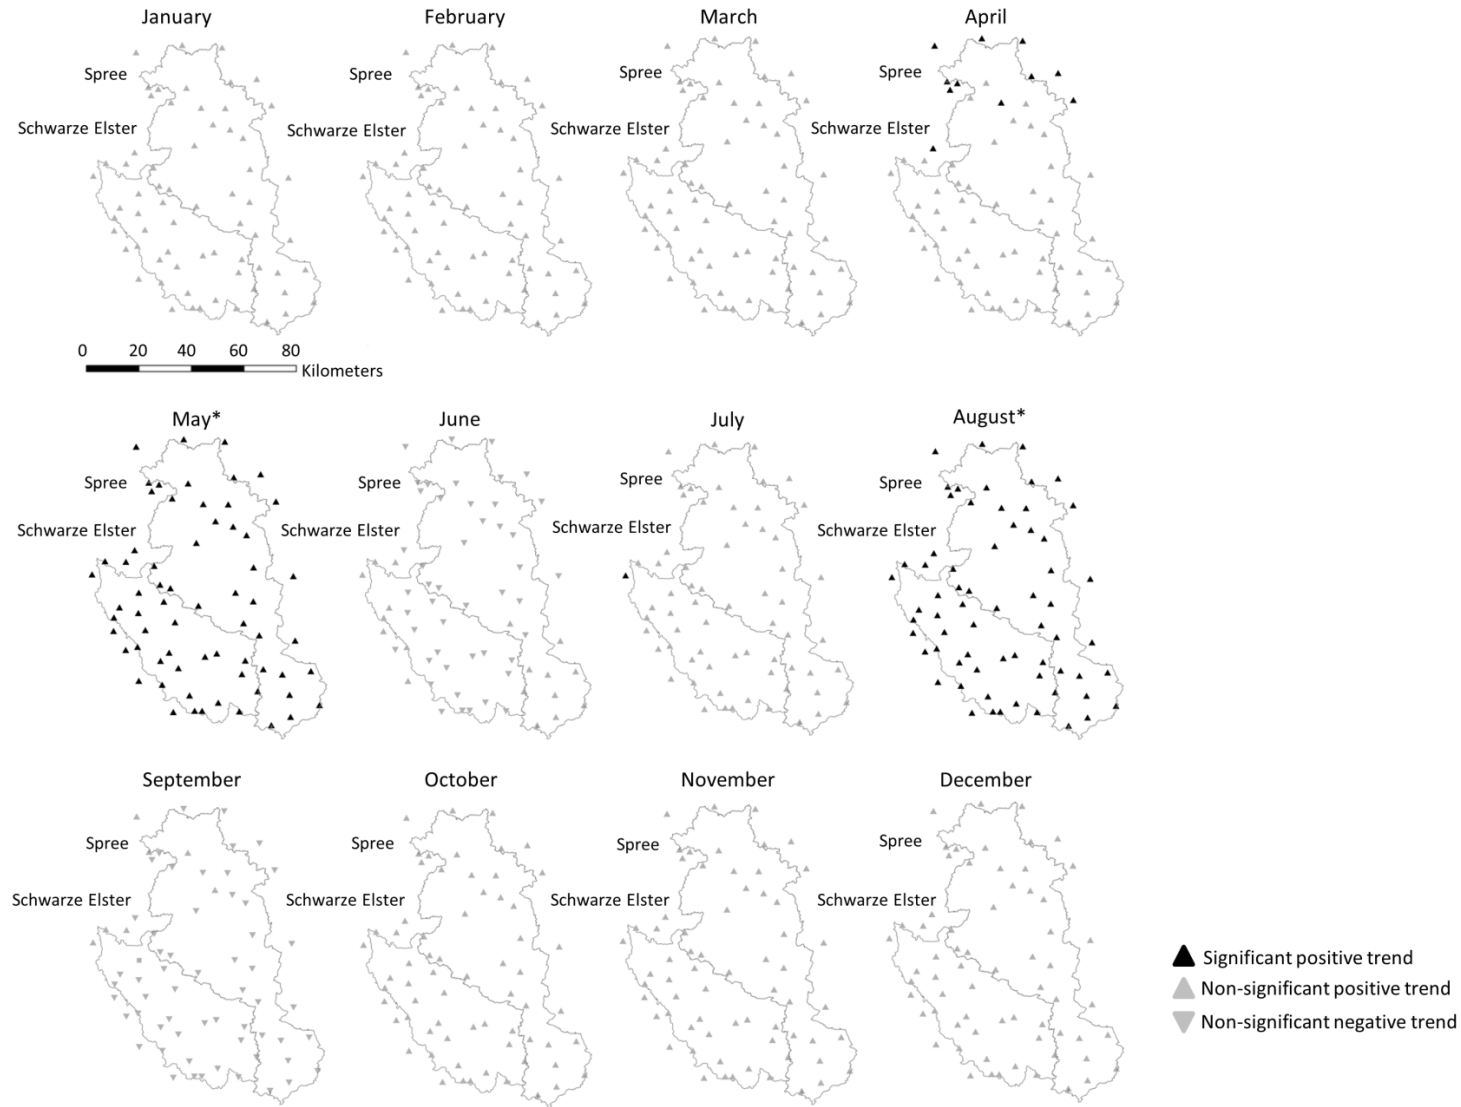 January
February
March
April
Spree
Spree
Spree
Spree
Schwarze Elster
Schwarze Elster
Schwarze Elster
Schwarze Elster
0 20 40 60 80
Kilometers
May*
June
July
August*
Spree
Spree
Spree
Spree
Schwarze Elster
Schwarze Elster
Schwarze Elster
Schwarze Elster
September
October
November
December
Spree
Spree
Spree
Spree
Schwarze Elster
Schwarze Elster
Schwarze Elster
Schwarze Elster
Significant positive trend
Non-significant positive trend
Non-significant negative trend